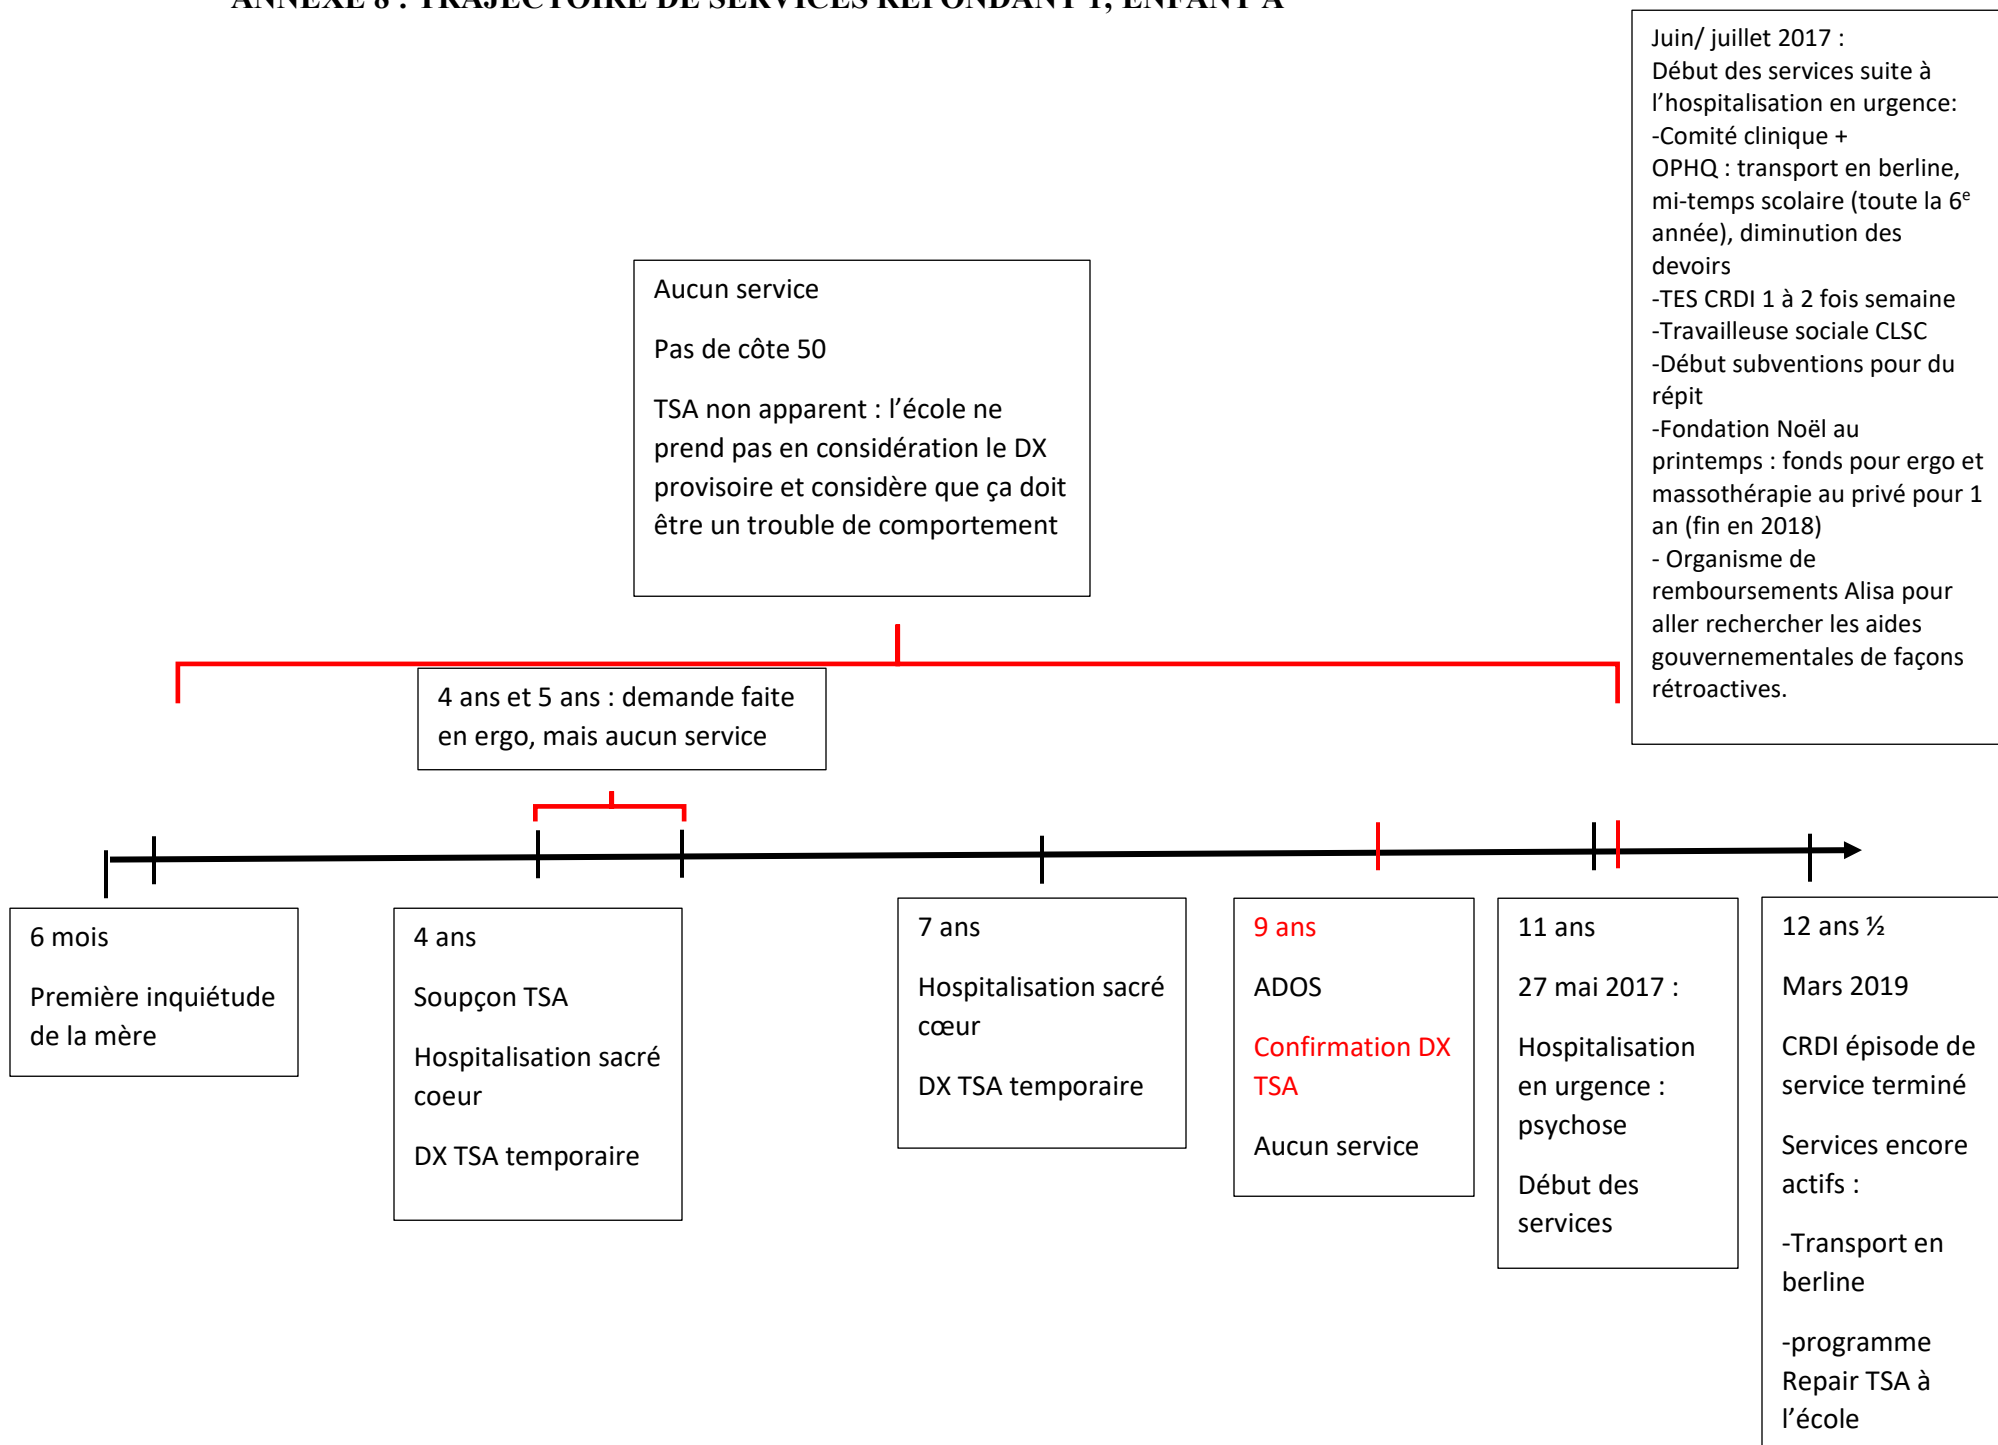 ANNEXE 8 : TRAJECTOIRE DE SERVICES RÉPONDANT 1, ENFANT A
Juin/ juillet 2017 :
Début des services suite à
l’hospitalisation en urgence:
-Comité clinique +
OPHQ : transport en berline,
mi-temps scolaire (toute la 6e
année), diminution des
devoirs
-TES CRDI 1 à 2 fois semaine
-Travailleuse sociale CLSC
-Début subventions pour du
répit
-Fondation Noël au
printemps : fonds pour ergo et
massothérapie au privé pour 1
an (fin en 2018)
- Organisme de
remboursements Alisa pour
aller rechercher les aides
gouvernementales de façons
rétroactives.
Aucun service
Pas de côte 50
TSA non apparent : l’école ne
prend pas en considération le DX
provisoire et considère que ça doit
être un trouble de comportement
4 ans et 5 ans : demande faite
en ergo, mais aucun service
6 mois
Première inquiétude
de la mère
4 ans
Soupçon TSA
Hospitalisation sacré
coeur
DX TSA temporaire
7 ans
Hospitalisation sacré
cœur
DX TSA temporaire
9 ans
ADOS
Confirmation DX
TSA
Aucun service
11 ans
27 mai 2017 :
Hospitalisation
en urgence :
psychose
Début des
services
12 ans ½
Mars 2019
CRDI épisode de
service terminé
Services encore
actifs :
-Transport en
berline
-programme
Repair TSA à
l’école